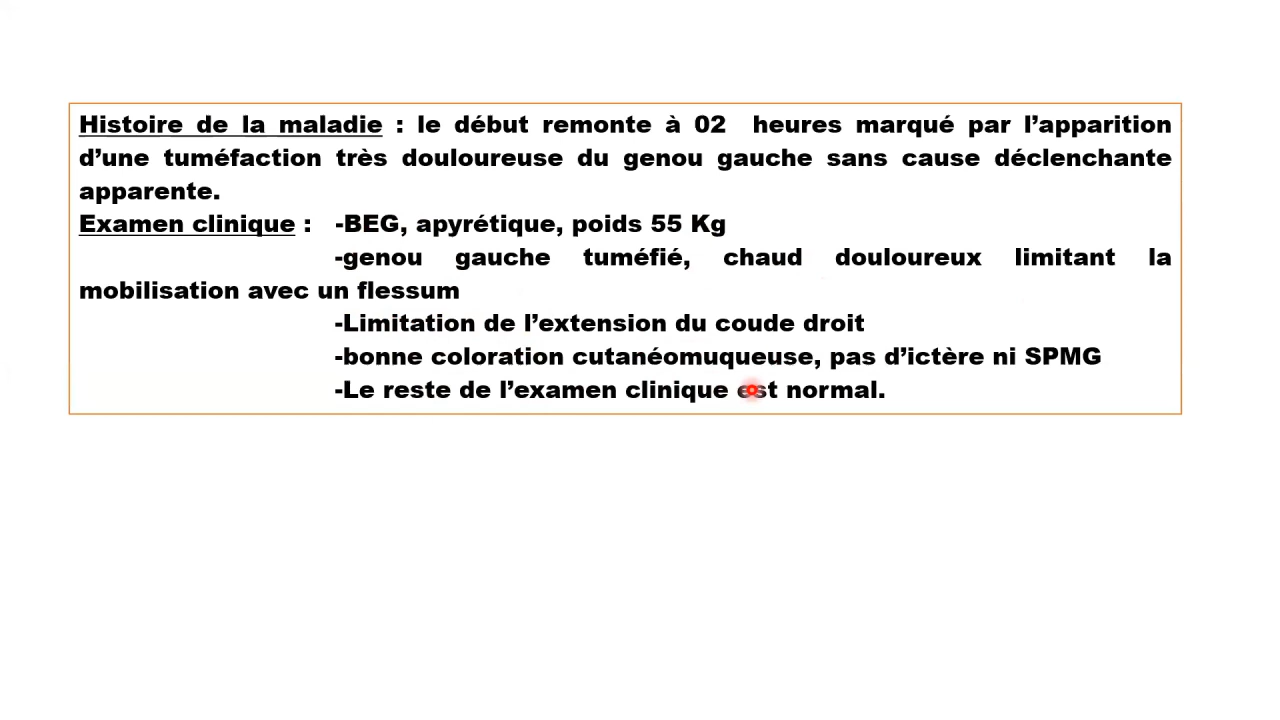 Histoire de la maladie : le début remonte à 02 heures marqué par l’apparition
d’une tuméfaction très douloureuse du genou gauche sans cause déclenchante
apparente.
Examen clinique : -BEG, apyrétique, poids 55 Kg
-genou gauche tuméfié, chaud douloureux limitant la
mobilisation avec un flessum
-Limitation de l’extension du coude droit
-bonne coloration cutanéomuqueuse, pas d’ictère ni SPMG
-Le reste de l’examen clinique est normal.